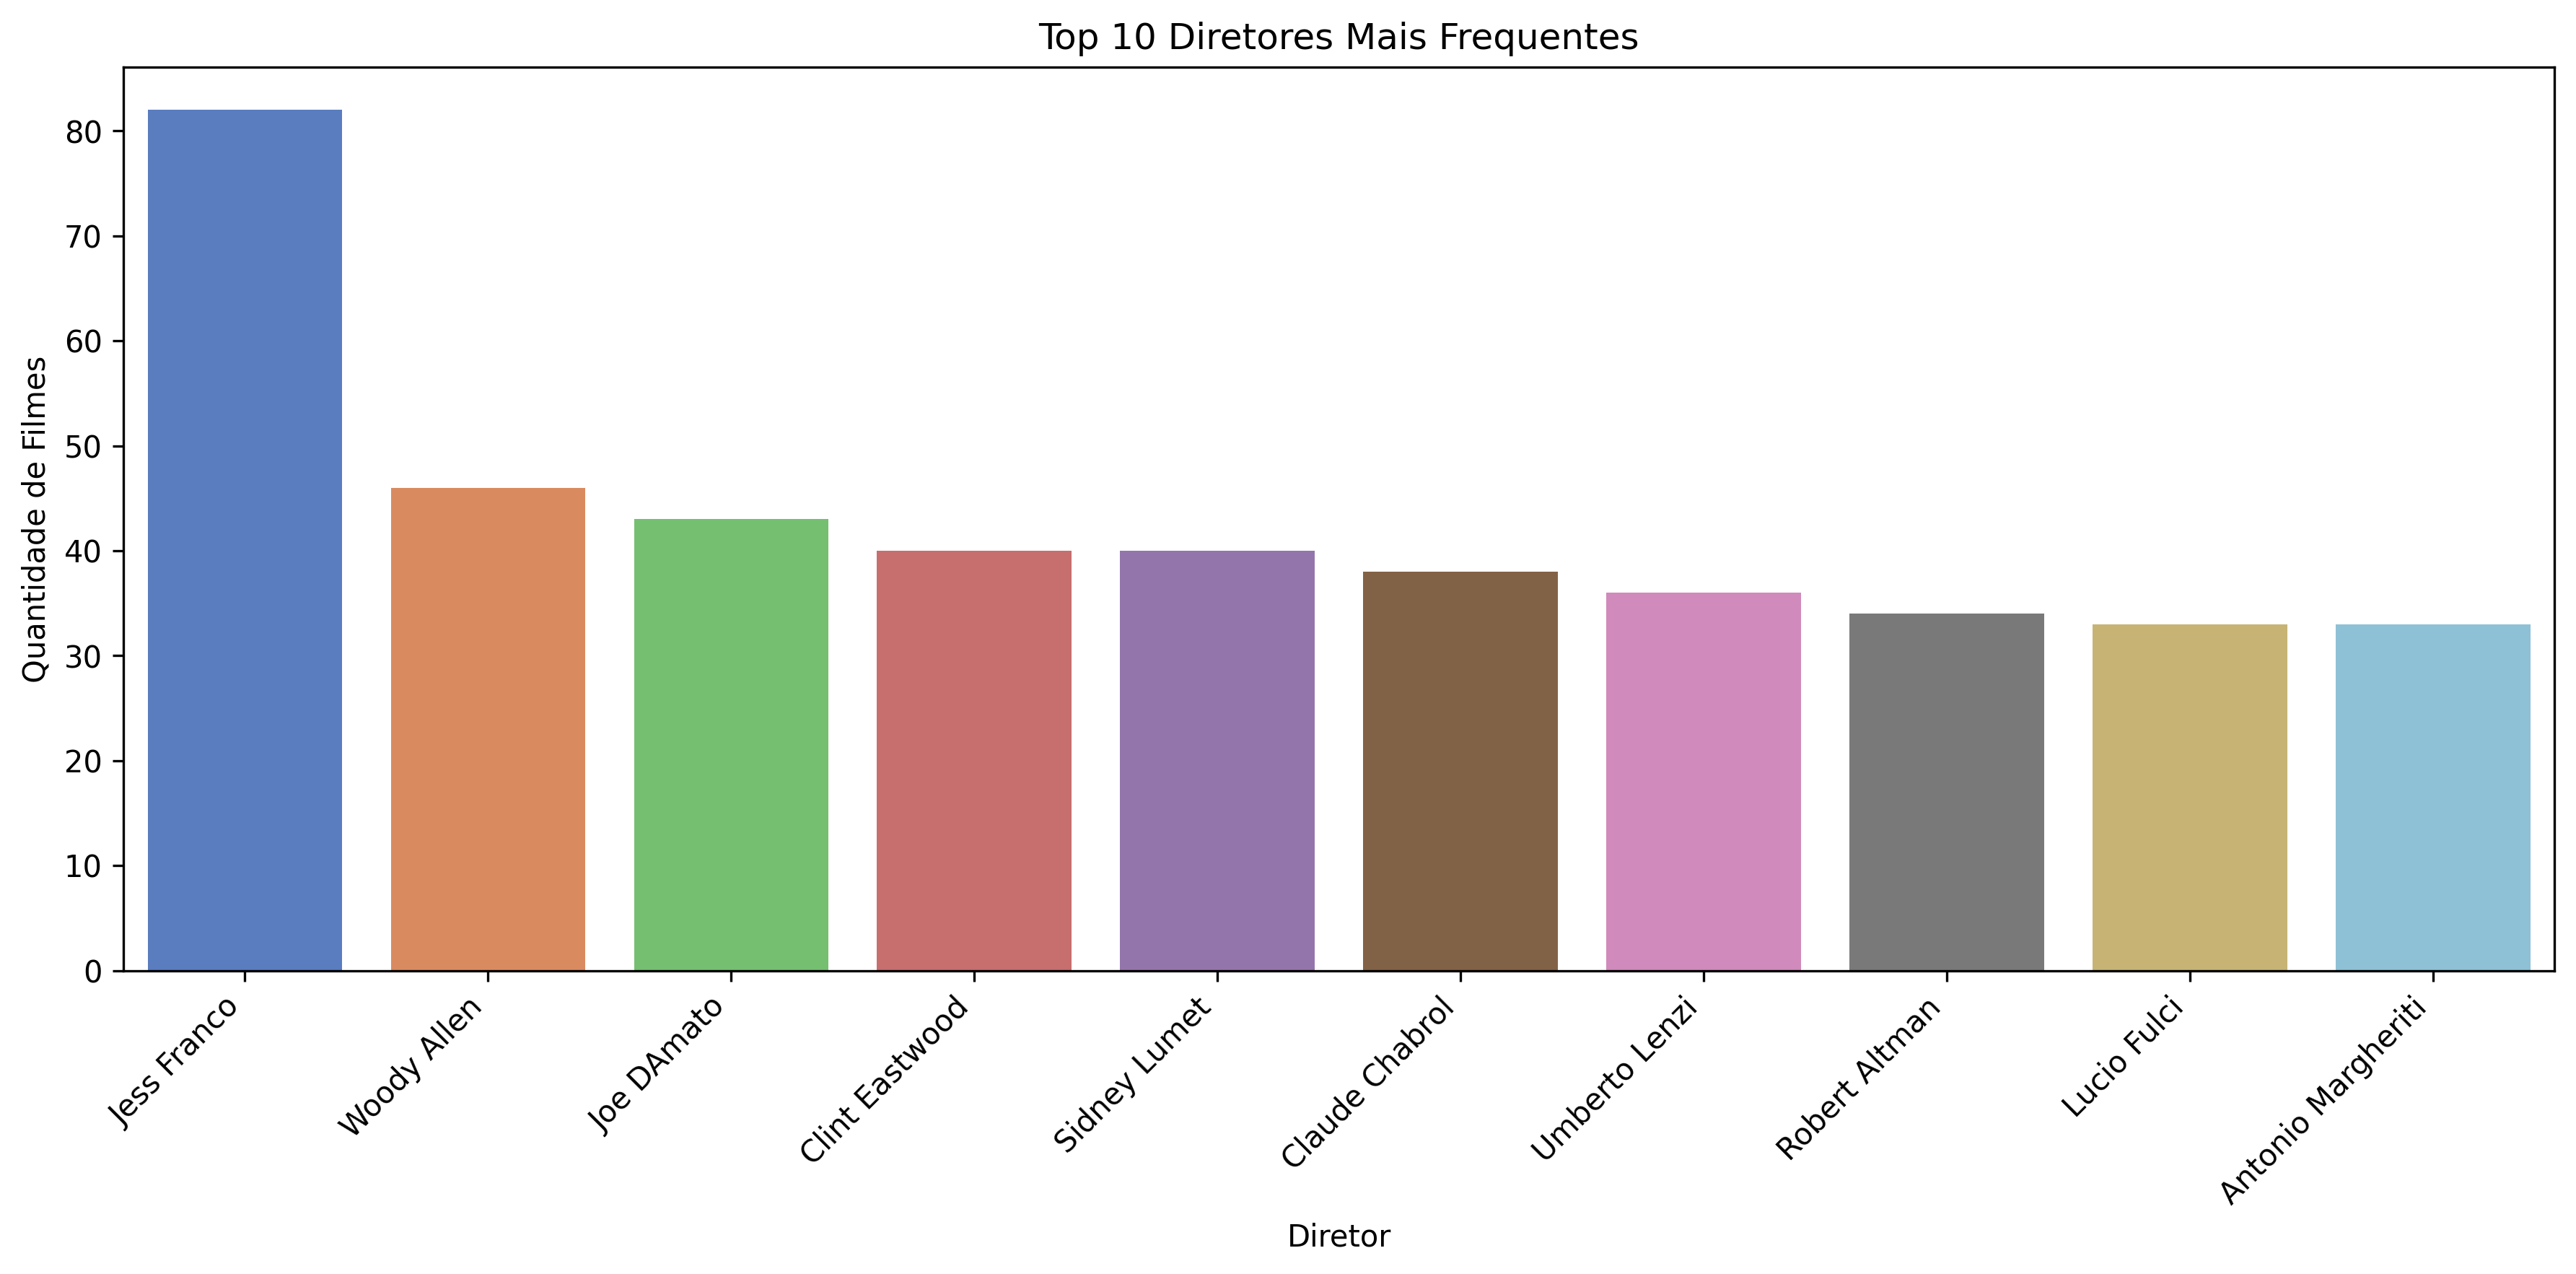 Top 10 Diretores Mais Frequentes
Quantidade de Filmes
80
70
60
50
40
30
20
10
0
Jess Franco
Woody Allen
Joe DAmato
Clint Eastwood
Sidney Lumet
Claude Chabrol
Umberto Lenzi
Robert Altman
Lucio Fulci
Antonio Margheriti
Diretor